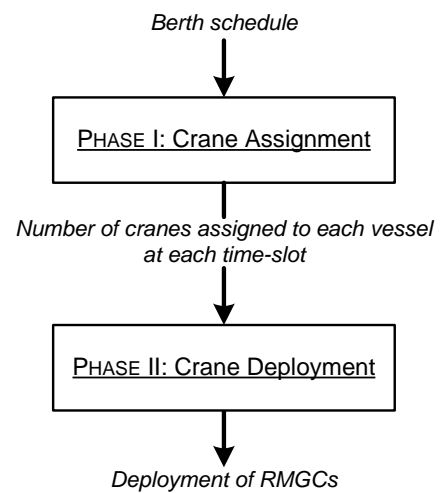 Berth schedule
PHASE I: Crane Assignment
Number of cranes assigned to each vessel
at each time-slot
PHASE II: Crane Deployment
Deployment of RMGCs